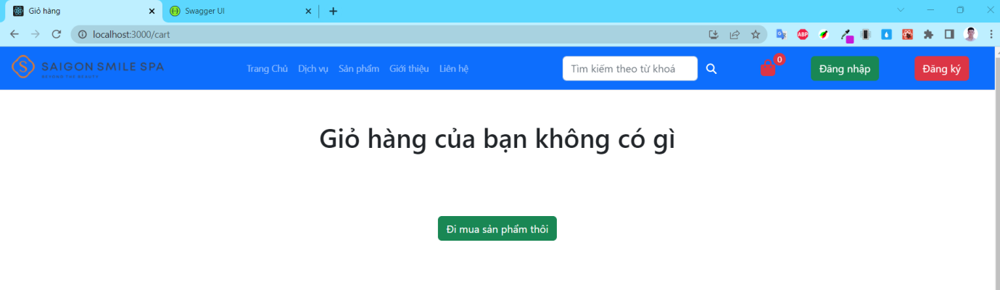 Giỏ hàng
Swagger UI
localhost:3000/cart
ABP
SAIGON SMILE SPA
BEYOND THE BEAUTY
Trang Chủ Dịch vụ Sản phẩm Giới thiệu Liên hệ
Tìm kiếm theo từ khoá
0
Đăng nhập
Đăng ký
Giỏ hàng của bạn không có gì
Đi mua sản phẩm thôi